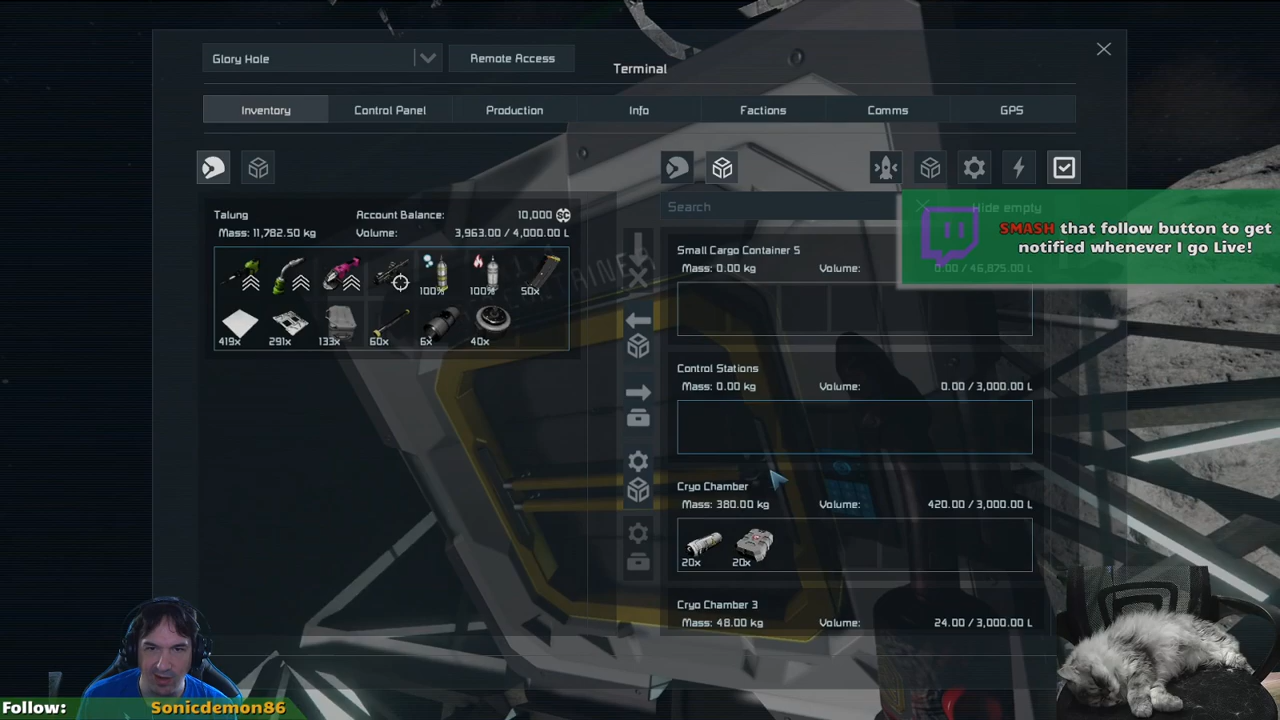 Glory Hole
Remote Access
Terminal
Inventory
Control Panel
Production
Info
Factions
Comms
GPS
Talung
Account Balance: 10,000 SC
Mass: 11,782.50 kg
Volume: 3,963.00 / 4,000.00 L
100%
100%
50x
419x
291x
133x
60x
6x
40x
Search
Hide empty
Small Cargo Container 5
Mass: 0.00 kg
Volume: 0.00 / 46,875.00 L
Control Stations
Mass: 0.00 kg
Volume: 0.00 / 3,000.00 L
Cryo Chamber
Mass: 380.00 kg
Volume: 420.00 / 3,000.00 L
20x
20x
Cryo Chamber 3
Mass: 48.00 kg
Volume: 24.00 / 3,000.00 L
SMASH that follow button to get
notified whenever I go Live!
Follow: Sonicdemon86